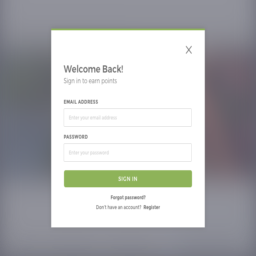 X
Welcome Back!
Sign in to earn points
EMAIL ADDRESS
Enter your email address
PASSWORD
Enter your password
SIGN IN
Forgot password?
Don't have an account? Register